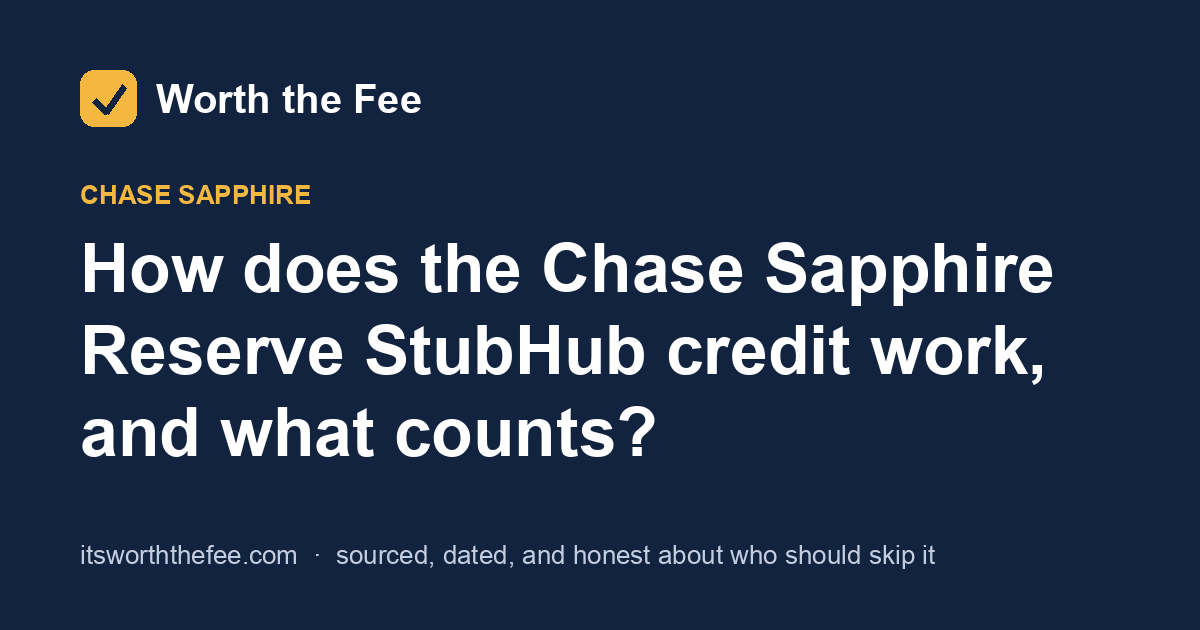 Worth the Fee
CHASE SAPPHIRE
How does the Chase Sapphire
Reserve StubHub credit work,
and what counts?
itsworththefee.com · sourced, dated, and honest about who should skip it